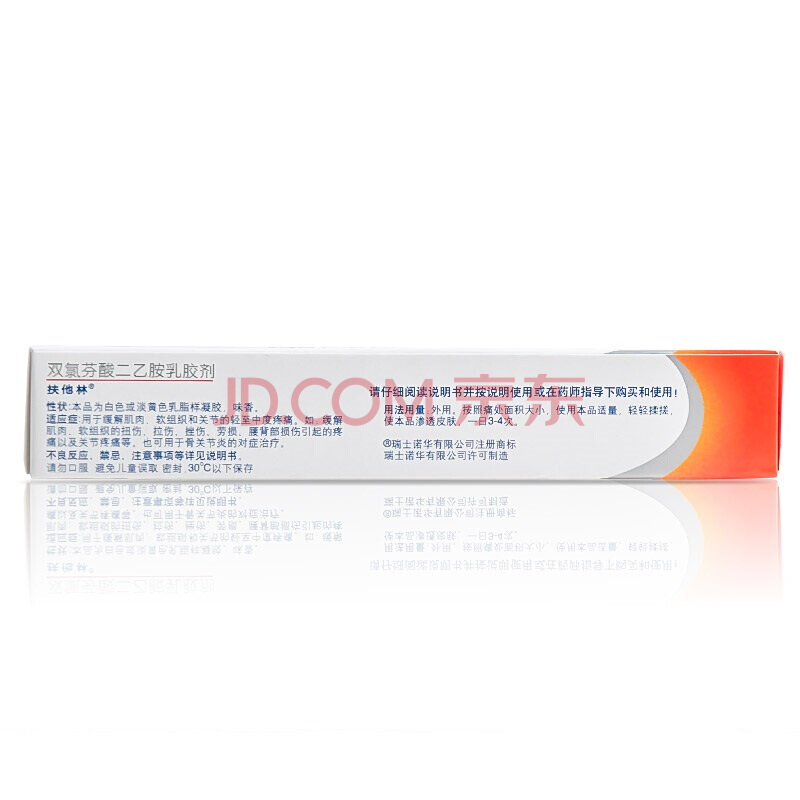 双氯芬酸二乙胺乳胶剂
扶他林®
性状:本品为白色或淡黄色乳脂样凝胶，味香。
适应症:用于缓解肌肉、软组织和关节的轻至中度疼痛。如，缓解
肌肉、软组织的扭伤、拉伤、挫伤、劳损、腰背部损伤引起的疼
痛以及关节疼痛等。也可用于骨关节炎的对症治疗。
不良反应、禁忌、注意事项等详见说明书。
请勿口服 避免儿童误取 密封,30℃以下保存
请仔细阅读说明书并按说明使用或在药师指导下购买和使用!
用法用量 外用。按照痛处面积大小，使用本品适量，轻轻揉搓，
使本品渗透皮肤，一日3-4次。
®瑞士诺华有限公司注册商标
瑞士诺华有限公司许可制造
JD.COM 京东